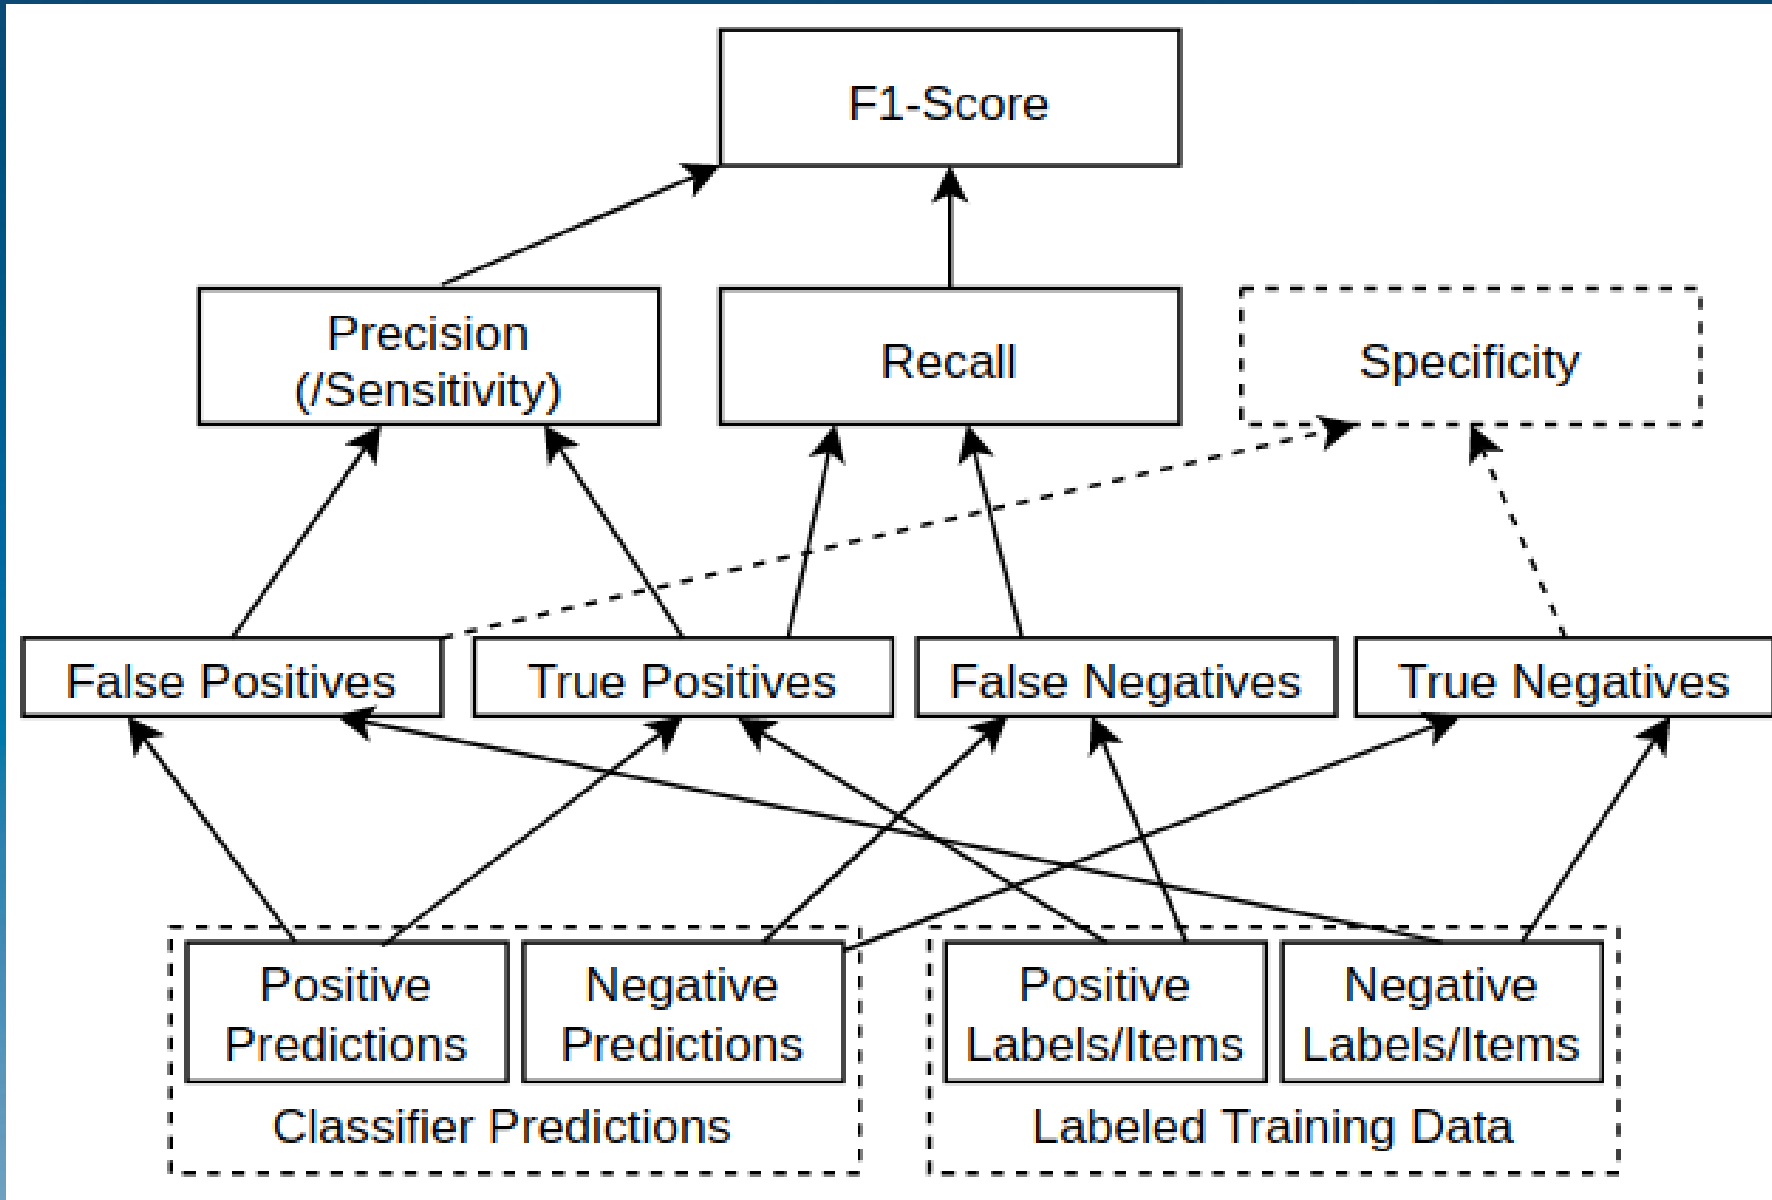 F1-Score
Precision
(/Sensitivity)
Recall
Specificity
False Positives
True Positives
False Negatives
True Negatives
Positive
Predictions
Negative
Predictions
Positive
Labels/Items
Negative
Labels/Items
Classifier Predictions
Labeled Training Data